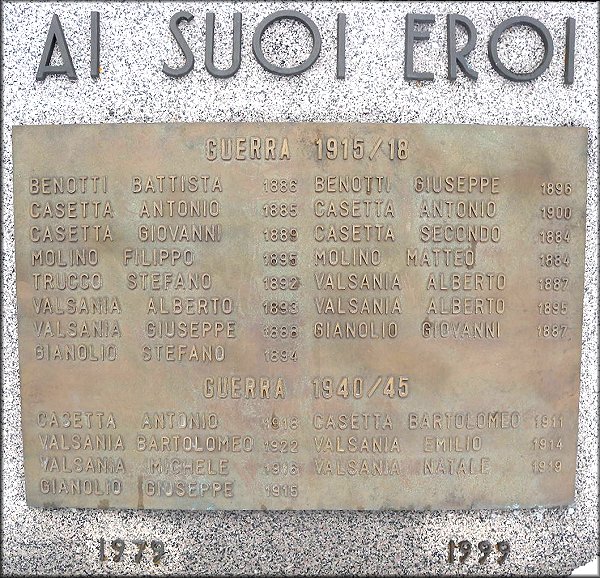 AI SUOI EROI
GUERRA 1915/18
BENOTTI BATTISTA 1886 BENOTTI GIUSEPPE 1896
CASETTA ANTONIO 1885 CASETTA ANTONIO 1900
CASETTA GIOVANNI 1889 CASETTA SECONDO 1884
MOLINO FILIPPO 1895 MOLINO MATTEO 1884
TRUCCO STEFANO 1892 VALSANIA ALBERTO 1887
VALSANIA ALBERTO 1893 VALSANIA ALBERTO 1895
VALSANIA GIUSEPPE GIANOLIO GIOVANNI 1887
GIANOLIO STEFANO 1894
GUERRA 1940/45
CASETTA ANTONIO 1918 CASETTA BARTOLOMEO 1911
VALSANIA BARTOLOMEO 1922 VALSANIA EMILIO 1914
VALSANIA MICHELE VALSANIA NATALE 1919
GIANOLIO GIUSEPPE 1915
1979 1999